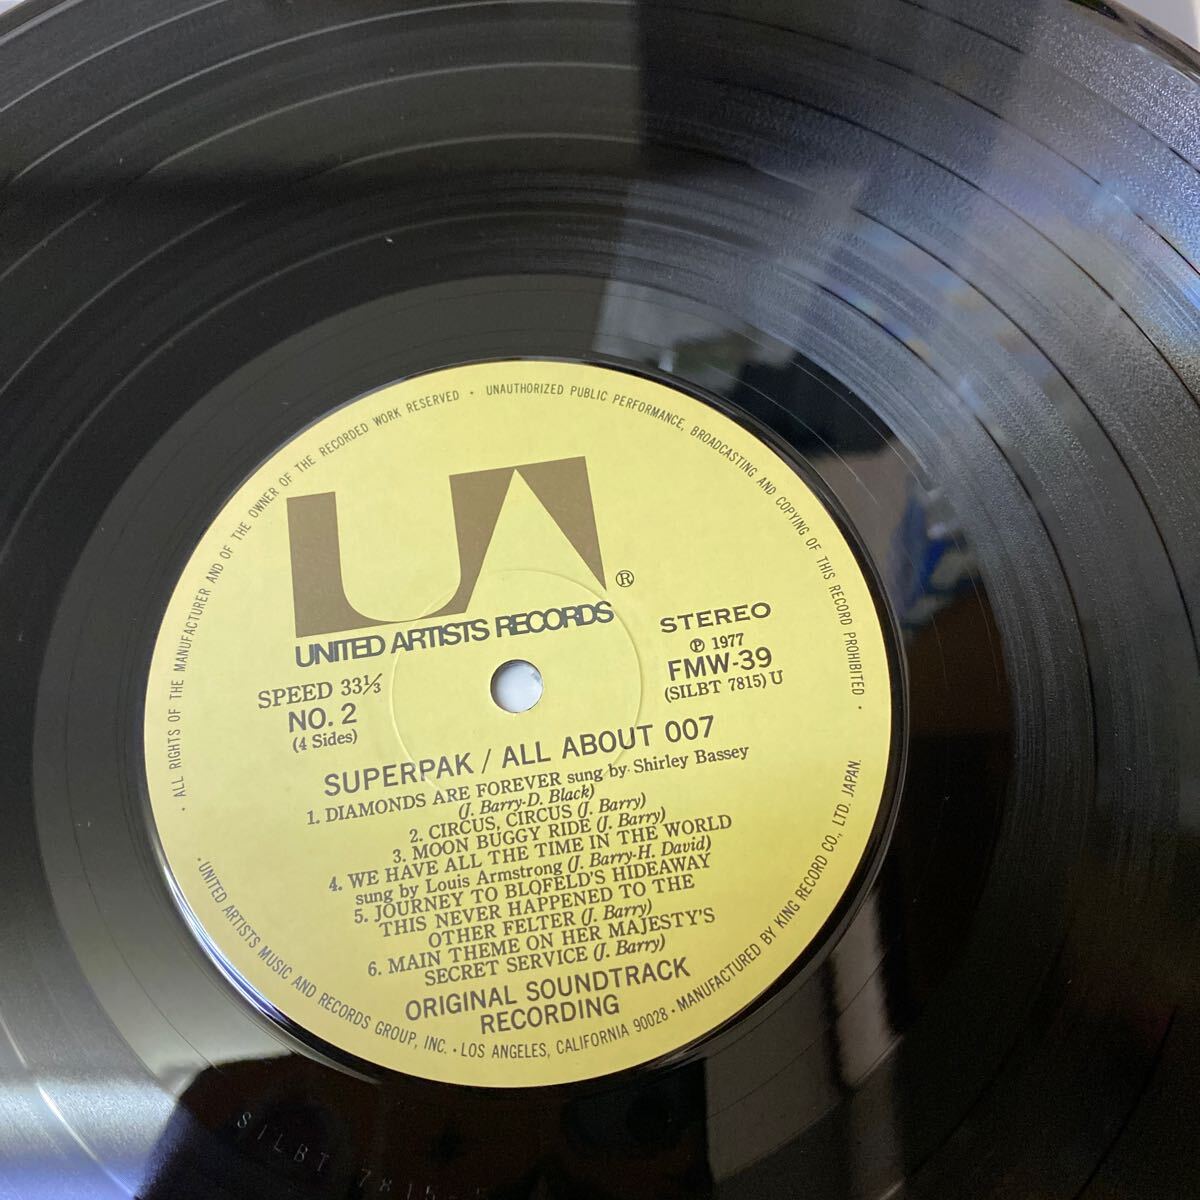 ALL RIGHTS OF THE MANUFACTURER AND OF THE OWNER OF THE RECORDED WORK RESERVED • UNAUTHORIZED PUBLIC PERFORMANCE, BROADCASTING AND COPYING OF THIS RECORD PROHIBITED •
UA ®
UNITED ARTISTS RECORDS
SPEED 33⅓
NO. 2
(4 Sides)
STEREO
Ⓟ 1977
FMW-39
(SILBT 7815) U
SUPERPAK / ALL ABOUT 007
1. DIAMONDS ARE FOREVER sung by Shirley Bassey
(J. Barry-D. Black)
2. CIRCUS, CIRCUS (J. Barry)
3. MOON BUGGY RIDE (J. Barry)
4. WE HAVE ALL THE TIME IN THE WORLD
sung by Louis Armstrong (J. Barry-H. David)
5. JOURNEY TO BLOFELD'S HIDEAWAY
THIS NEVER HAPPENED TO THE
OTHER FELTER (J. Barry)
6. MAIN THEME ON HER MAJESTY'S
SECRET SERVICE (J. Barry)
ORIGINAL SOUNDTRACK
RECORDING
• UNITED ARTISTS MUSIC AND RECORDS GROUP, INC. • LOS ANGELES, CALIFORNIA 90028 • MANUFACTURED BY KING RECORD CO., LTD. JAPAN.
SILBT 7815